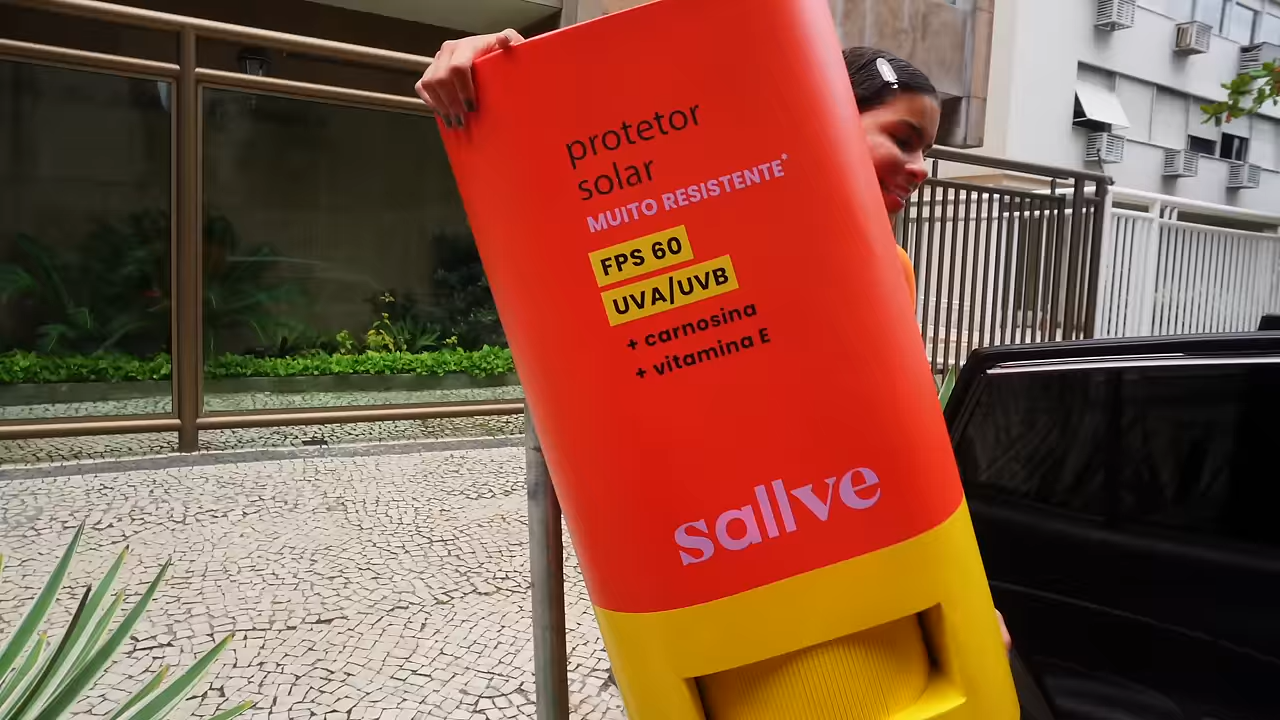 protetor
solar
MUITO RESISTENTE*
FPS 60
UVA/UVB
+ carnosina
+ vitamina E
sallve